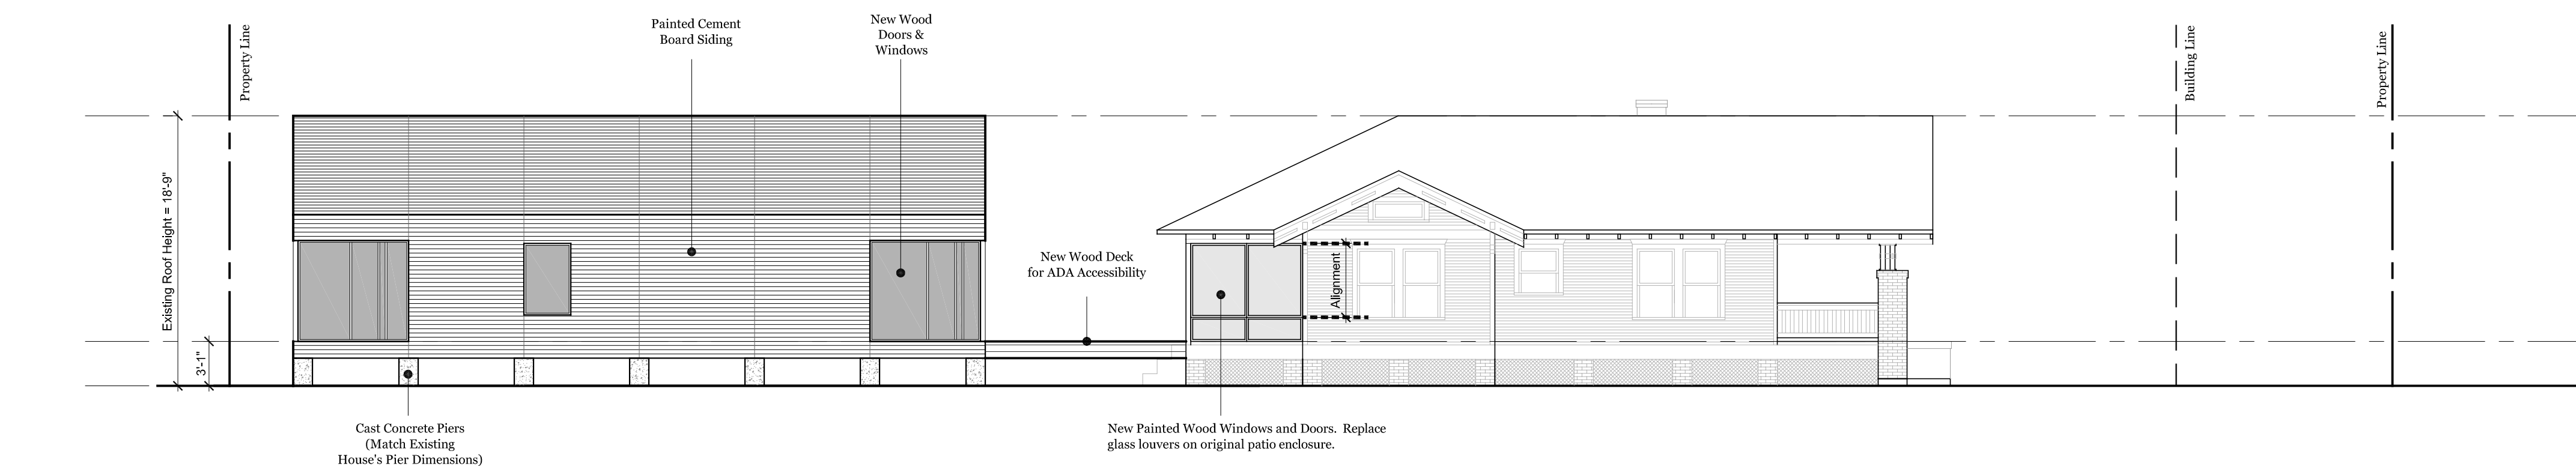 Property Line
Painted Cement
Board Siding
New Wood
Doors &
Windows
Building Line
Property Line
Existing Roof Height = 18'-9"
3'-1"
New Wood Deck
for ADA Accessibility
Alignment
Cast Concrete Piers
(Match Existing
House's Pier Dimensions)
New Painted Wood Windows and Doors. Replace
glass louvers on original patio enclosure.